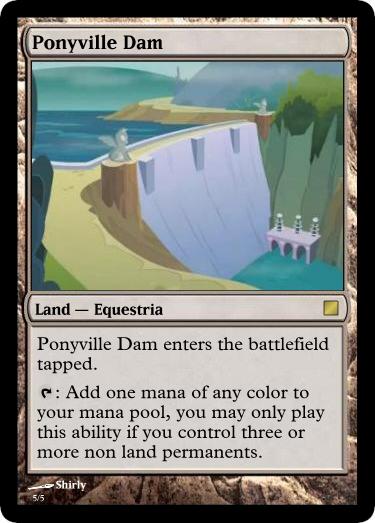 Ponyville Dam
Land — Equestria
Ponyville Dam enters the battlefield
tapped.
: Add one mana of any color to
your mana pool, you may only play
this ability if you control three or
more non land permanents.
Shirly
5/5